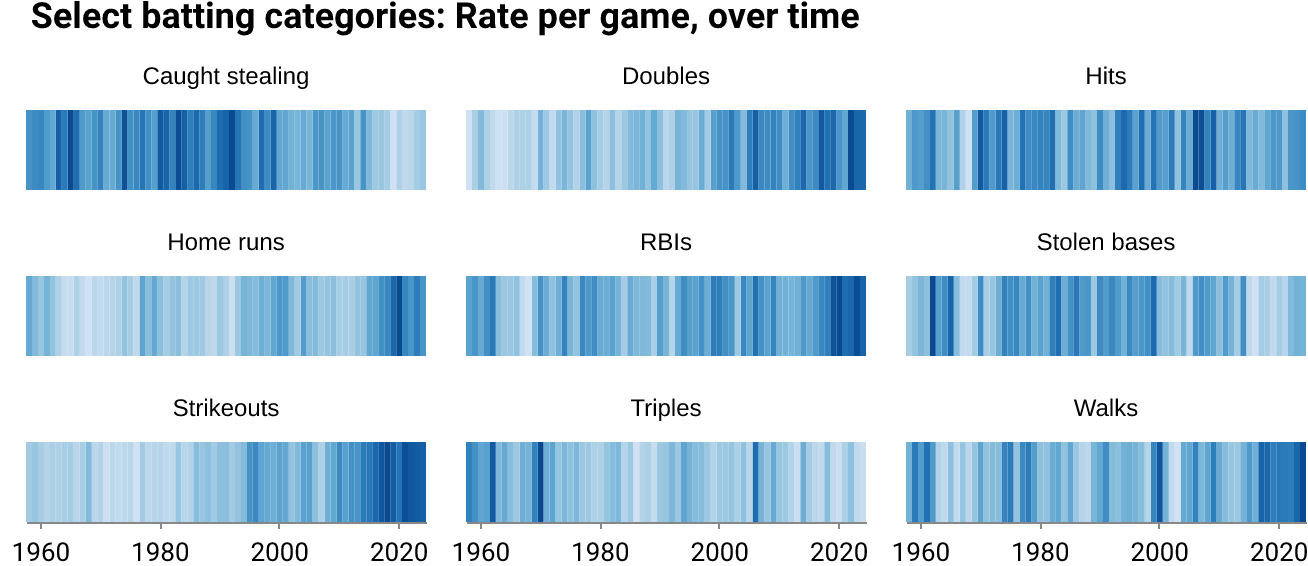 Select batting categories: Rate per game, over time
Caught stealing
Doubles
Hits
Home runs
RBIs
Stolen bases
Strikeouts
Triples
Walks
1960 1980 2000 2020
1960 1980 2000 2020
1960 1980 2000 2020